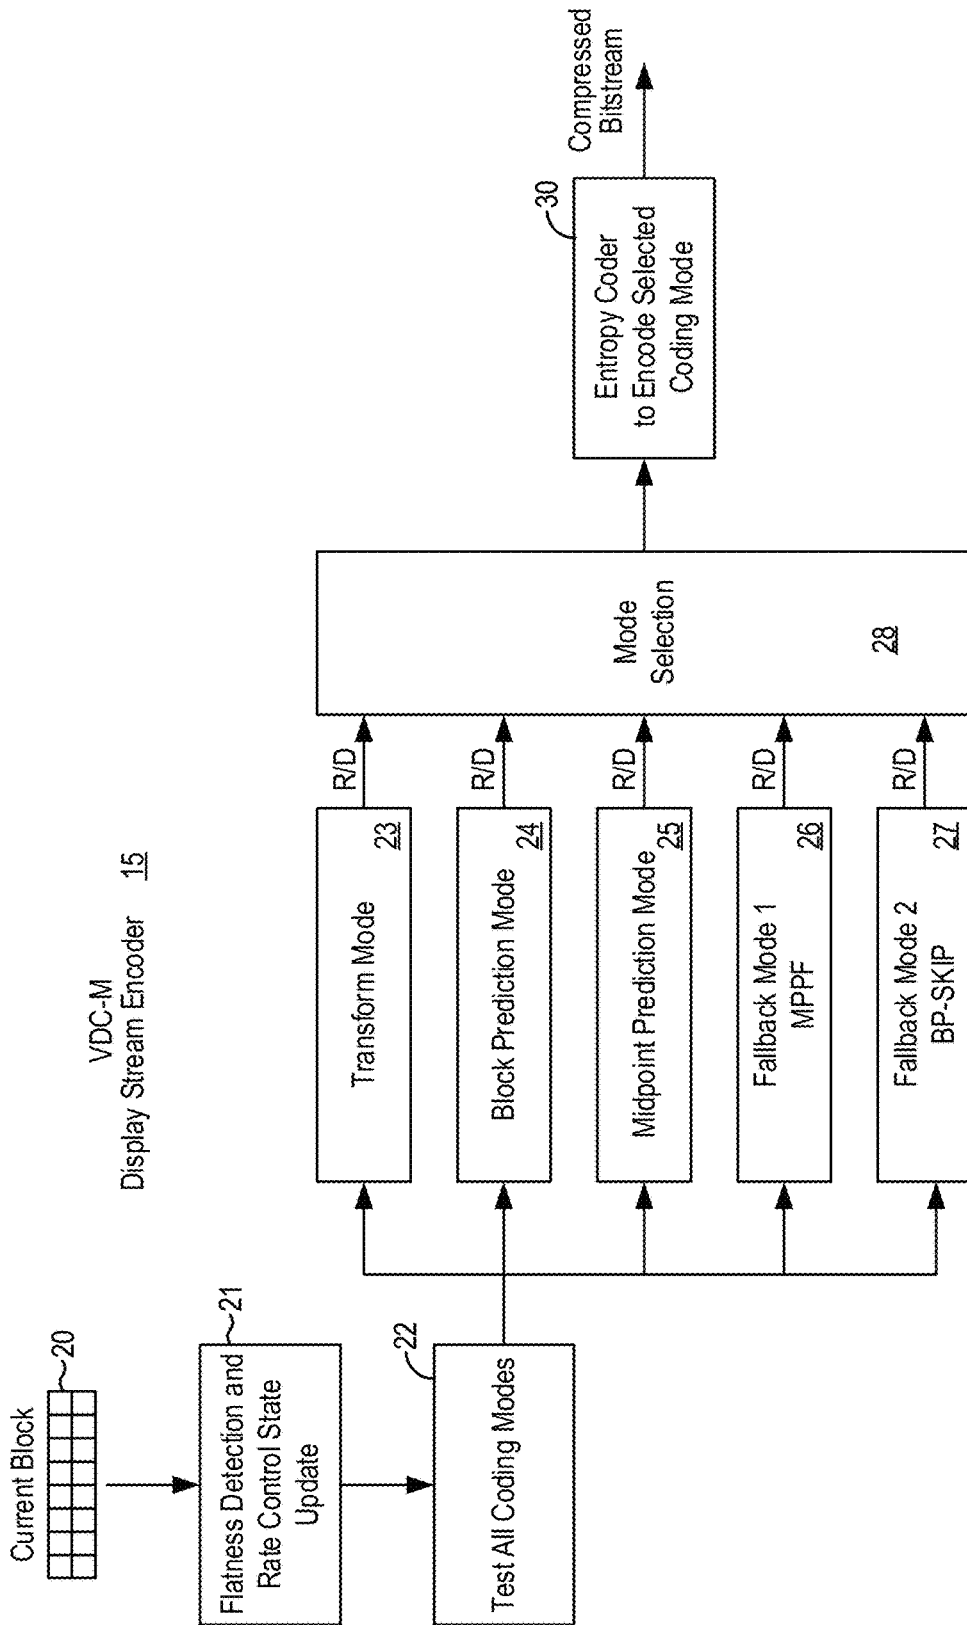 VDC-M
Display Stream Encoder 15
Current Block
20
Flatness Detection and
Rate Control State
Update
21
Test All Coding Modes
22
Transform Mode
23
R/D
Block Prediction Mode
24
R/D
Midpoint Prediction Mode
25
R/D
Fallback Mode 1
MPPF
26
R/D
Fallback Mode 2
BP-SKIP
27
R/D
Mode
Selection
28
Entropy Coder
to Encode Selected
Coding Mode
30
Compressed
Bitstream